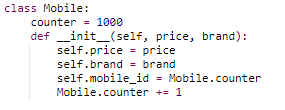 class Mobile:
    counter = 1000
    def __init__(self, price, brand):
        self.price = price
        self.brand = brand
        self.mobile_id = Mobile.counter
        Mobile.counter += 1